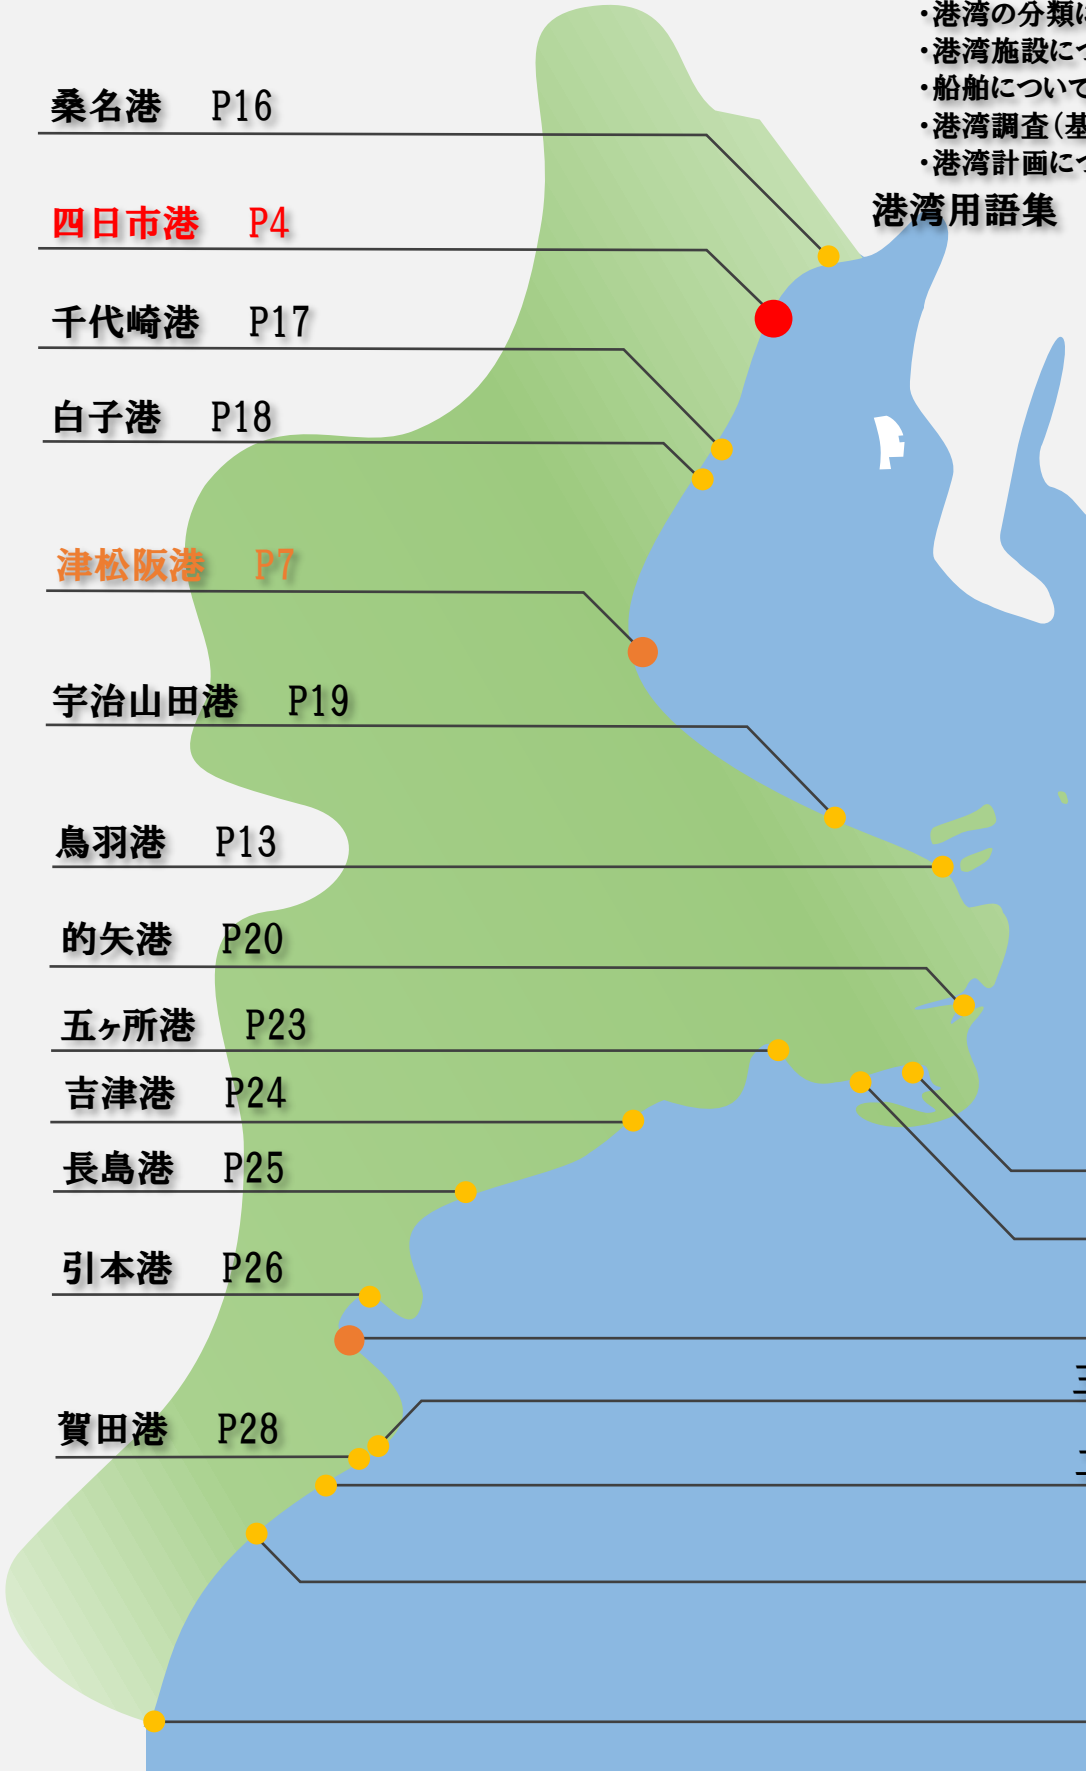 ・港湾の分類
・港湾施設に
・船舶について
・港湾調査(基
・港湾計画に
港湾用語集
桑名港 P16
四日市港 P4
千代崎港 P17
白子港 P18
津松阪港 P7
宇治山田港 P19
鳥羽港 P13
的矢港 P20
五ヶ所港 P23
吉津港 P24
長島港 P25
引本港 P26
賀田港 P28